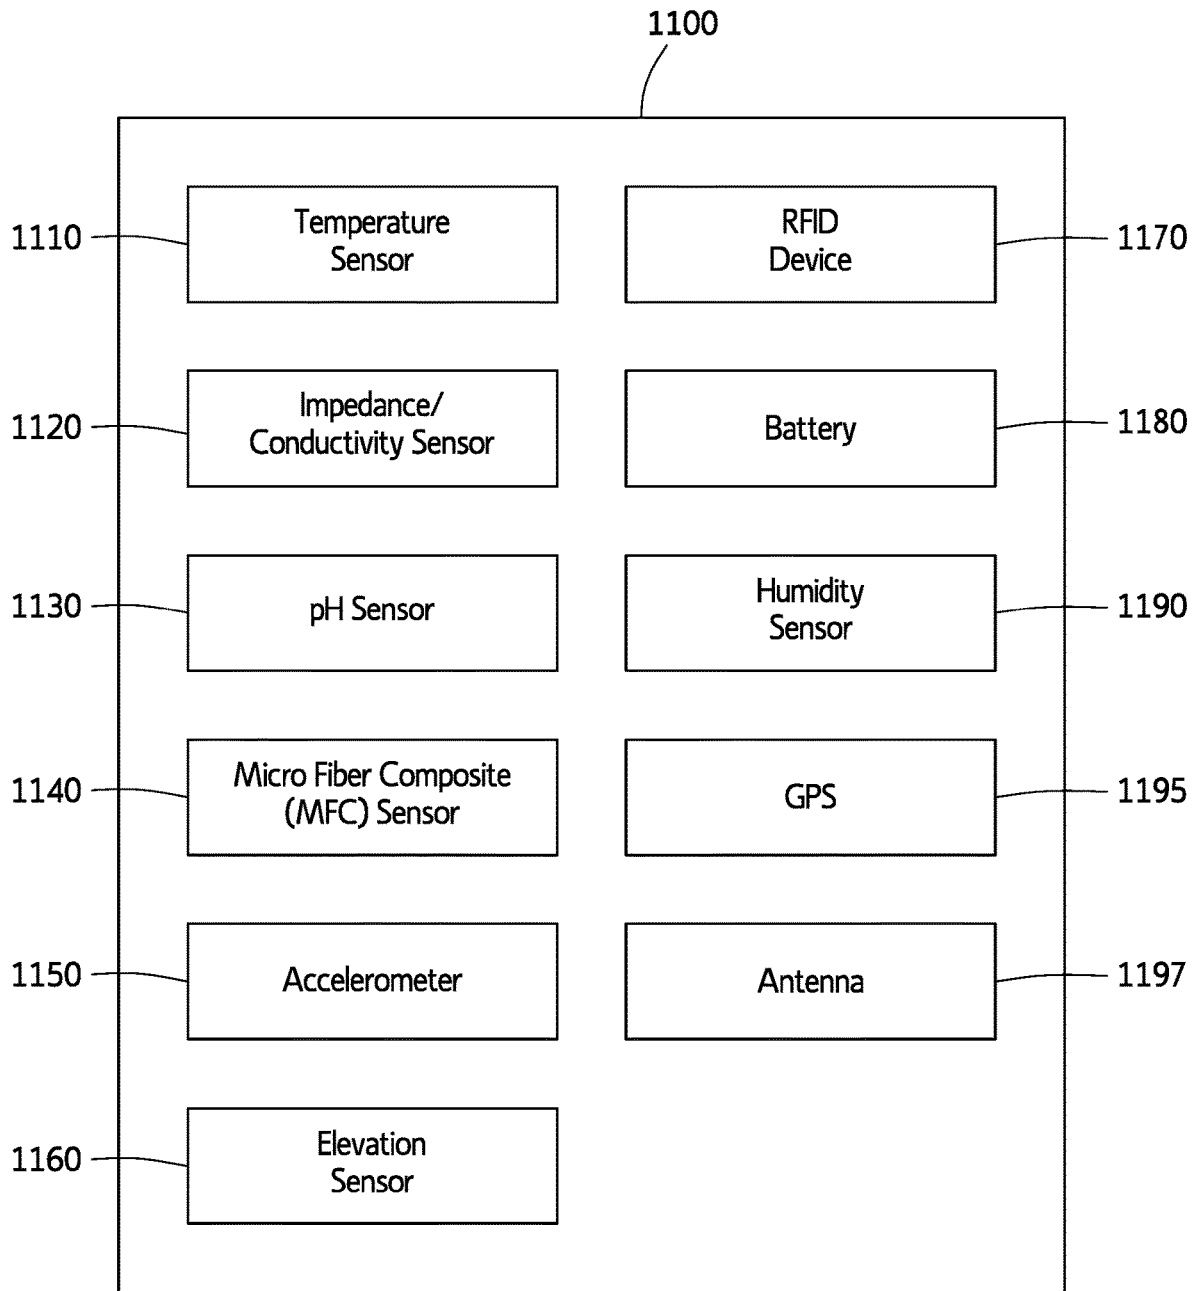 1100
1110
Temperature
Sensor
RFID
Device
1170
1120
Impedance/
Conductivity Sensor
Battery
1180
1130
pH Sensor
Humidity
Sensor
1190
1140
Micro Fiber Composite
(MFC) Sensor
GPS
1195
1150
Accelerometer
Antenna
1197
1160
Elevation
Sensor